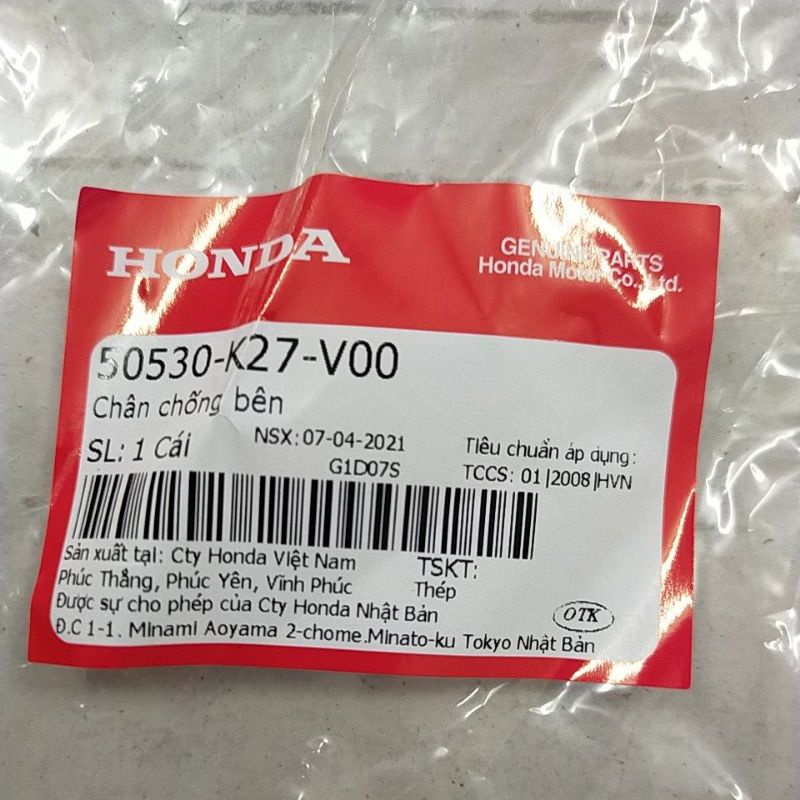 HONDA
GENUINE PARTS
Honda Motor Co., Ltd.
50530-K27-V00
Chân chống bên
SL: 1 Cái
NSX: 07-04-2021
G1D07S
Tiêu chuẩn áp dụng:
TCCS: 01|2008|HVN
Sản xuất tại: Cty Honda Việt Nam
Phúc Thắng, Phúc Yên, Vĩnh Phúc
TSKT:
Thép
Được sự cho phép của Cty Honda Nhật Bản
Đ.C 1-1. Minami Aoyama 2-chome.Minato-ku Tokyo Nhật Bản
OTK